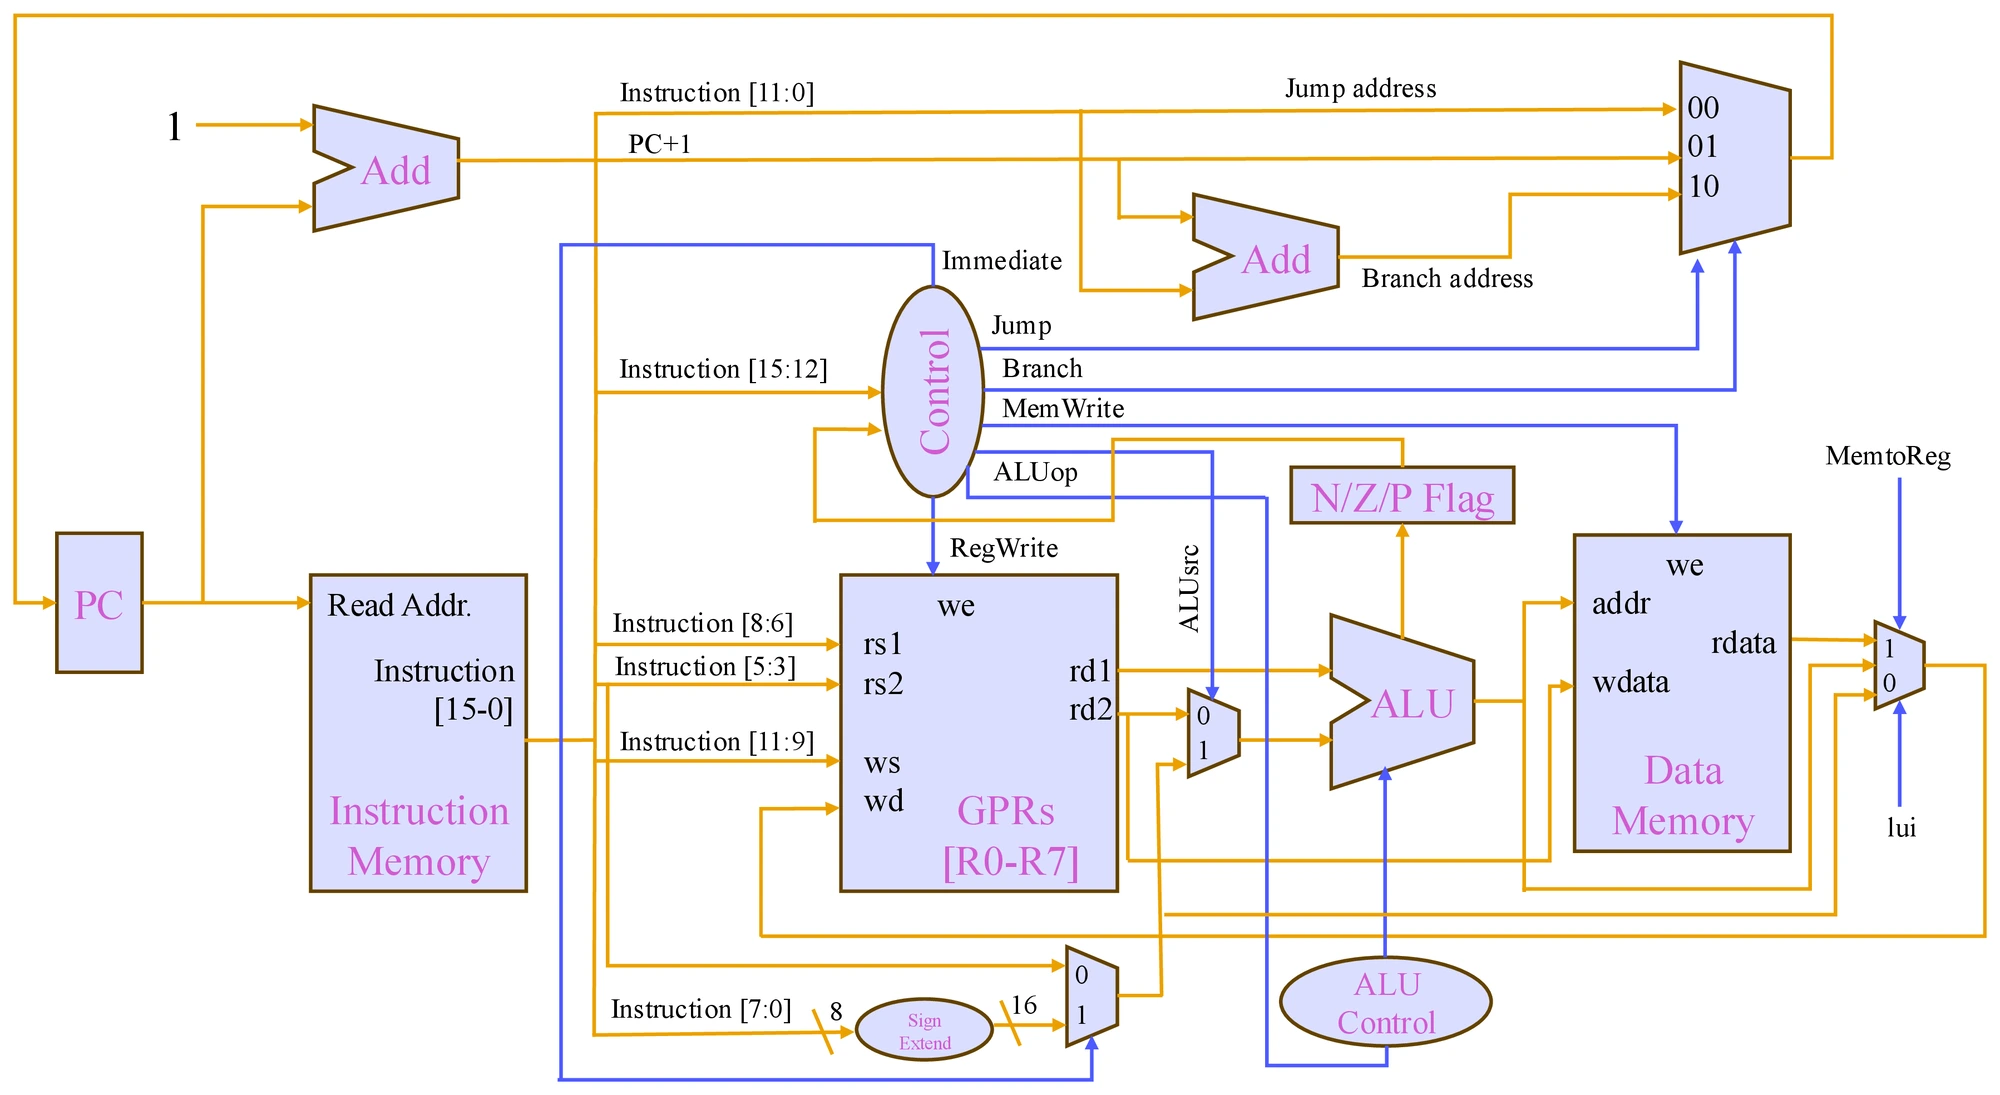 Instruction [11:0]
Jump address
00
1
PC+1
01
Add
10
Immediate
Add
Branch address
Jump
Control
Instruction [15:12]
Branch
MemWrite
MemtoReg
ALUop
N/Z/P Flag
RegWrite
ALUsrc
we
PC
Read Addr.
we
addr
Instruction [8:6]
rs1
rdata
1
Instruction
[15-0]
Instruction [5:3]
rs2
rd1
rd2
0
1
ALU
wdata
0
Instruction [11:9]
ws
wd
Instruction
Memory
GPRs
[R0-R7]
Data
Memory
lui
0
1
Instruction [7:0]
8
Sign
Extend
16
ALU
Control